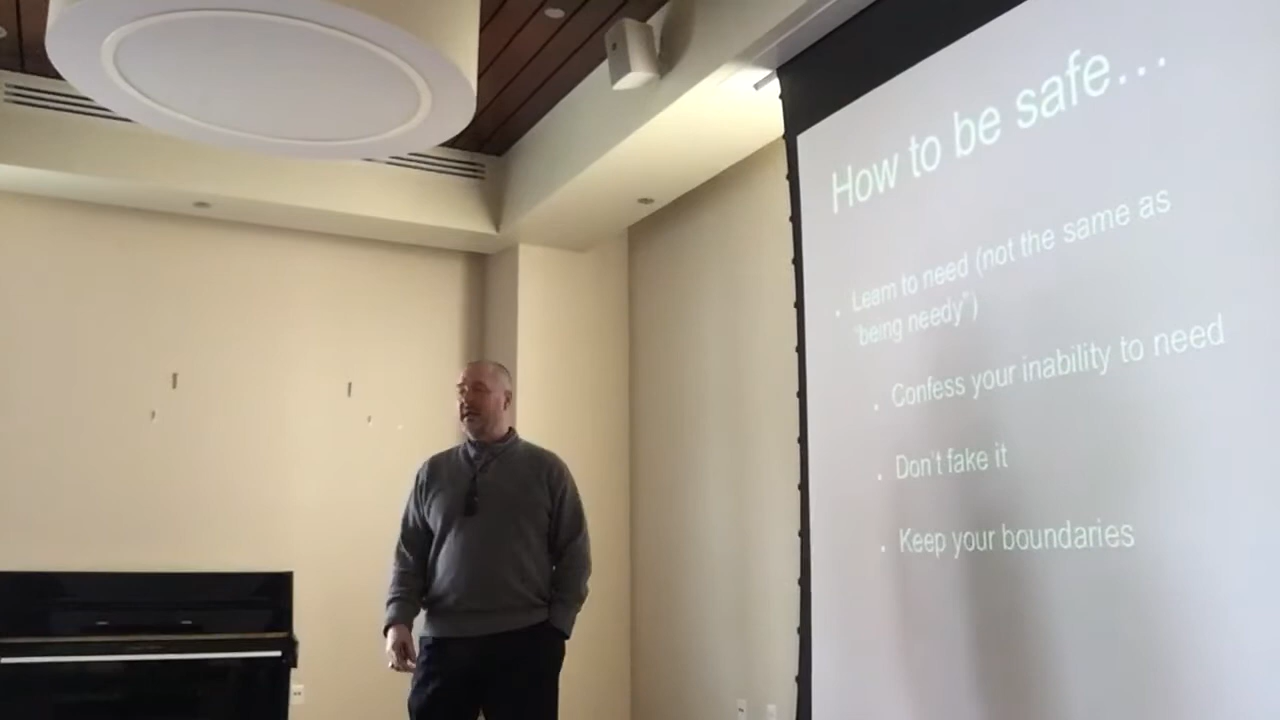 How to be safe...
. Learn to need (not the same as
"being needy")
. Confess your inability to need
. Don't fake it
. Keep your boundaries